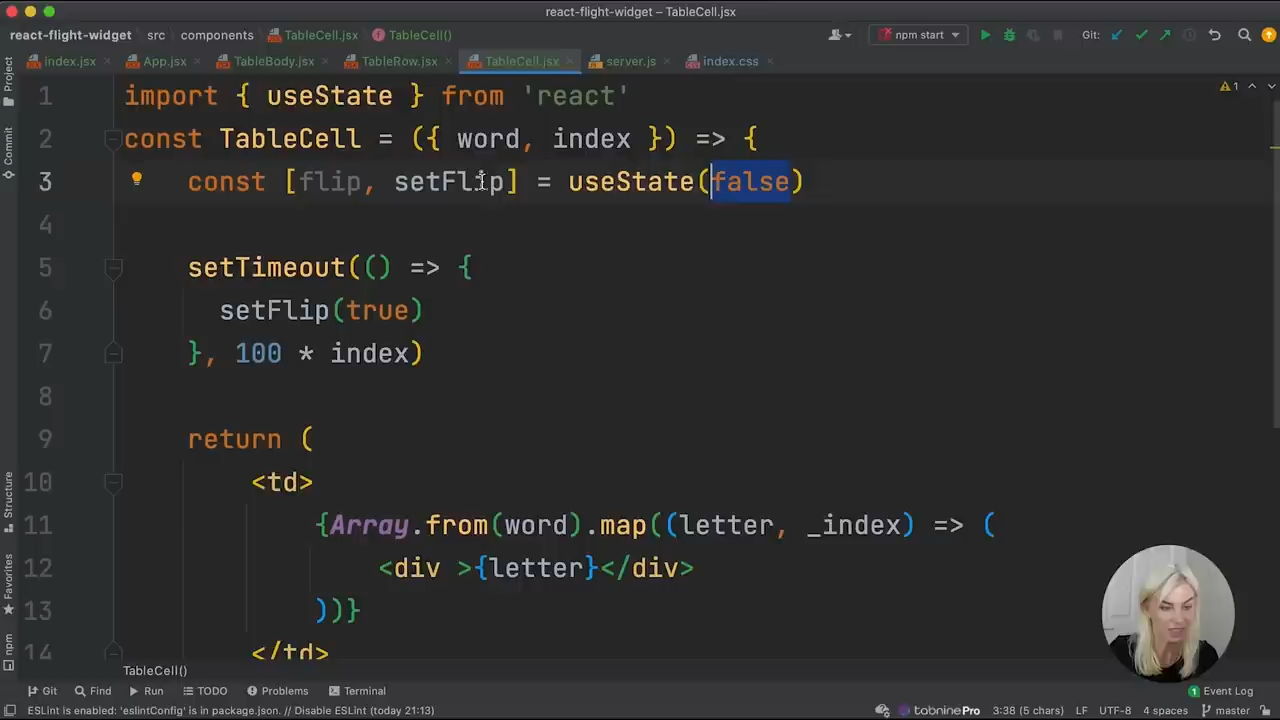 react-flight-widget – TableCell.jsx
react-flight-widget src components TableCell.jsx TableCell() npm start Git:
index.jsx App.jsx TableBody.jsx TableRow.jsx TableCell.jsx server.js index.css
Project
Commit
Structure
Favorites
npm
1
1 import { useState } from 'react'
2 const TableCell = ({ word, index }) => {
3 const [flip, setFlip] = useState(false)
4
5 setTimeout(() => {
6 setFlip(true)
7 }, 100 * index)
8
9 return (
10 <td>
11 {Array.from(word).map((letter, _index) => (
12 <div >{letter}</div>
13 ))}
14 </td>
TableCell()
Git Find Run TODO Problems Terminal 1 Event Log
ESLint is enabled: 'eslintConfig' is in package.json. // Disable ESLint (today 21:13) tabninePro 3:38 (5 chars) LF UTF-8 4 spaces master